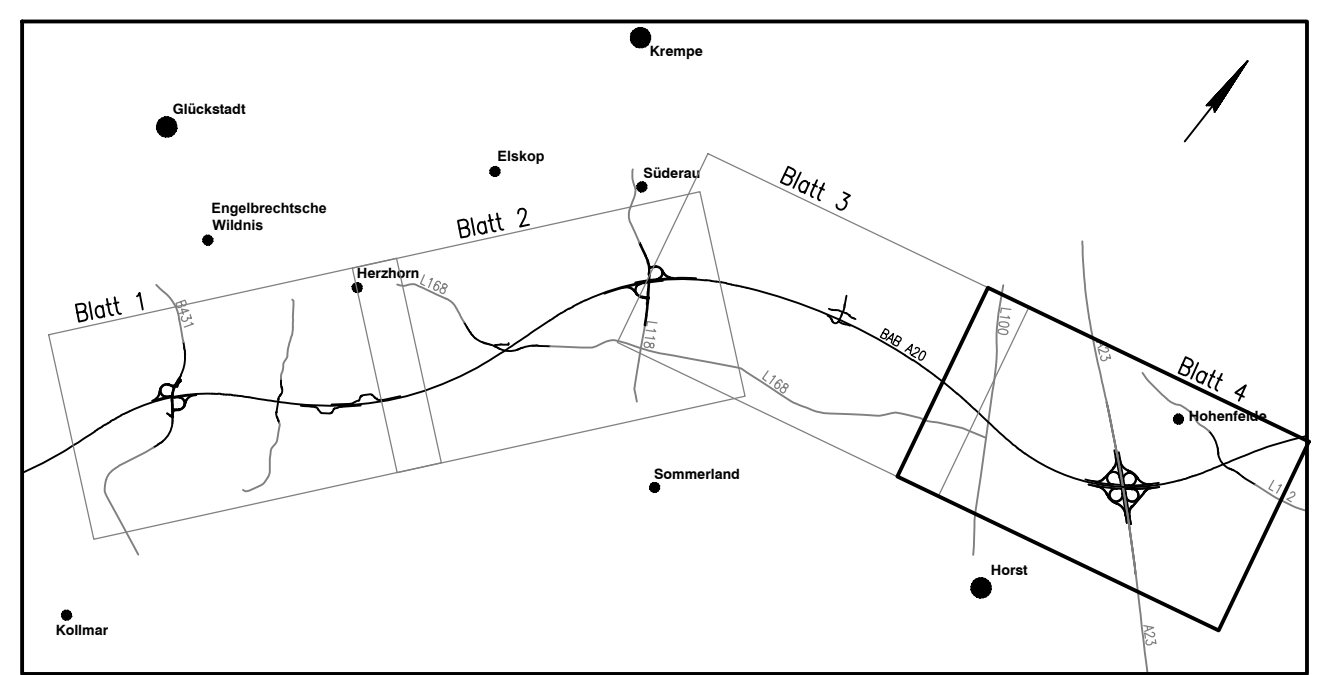 Krempe
Glückstadt
Elskop
Süderau
Blatt 3
Engelbrechtsche
Wildnis
Blatt 2
Herzhorn
L168
Blatt 1
B431
L118
BAB A20
L100
A23
Blatt 4
L168
Hohenfelde
Sommerland
L112
Horst
Kollmar
A23